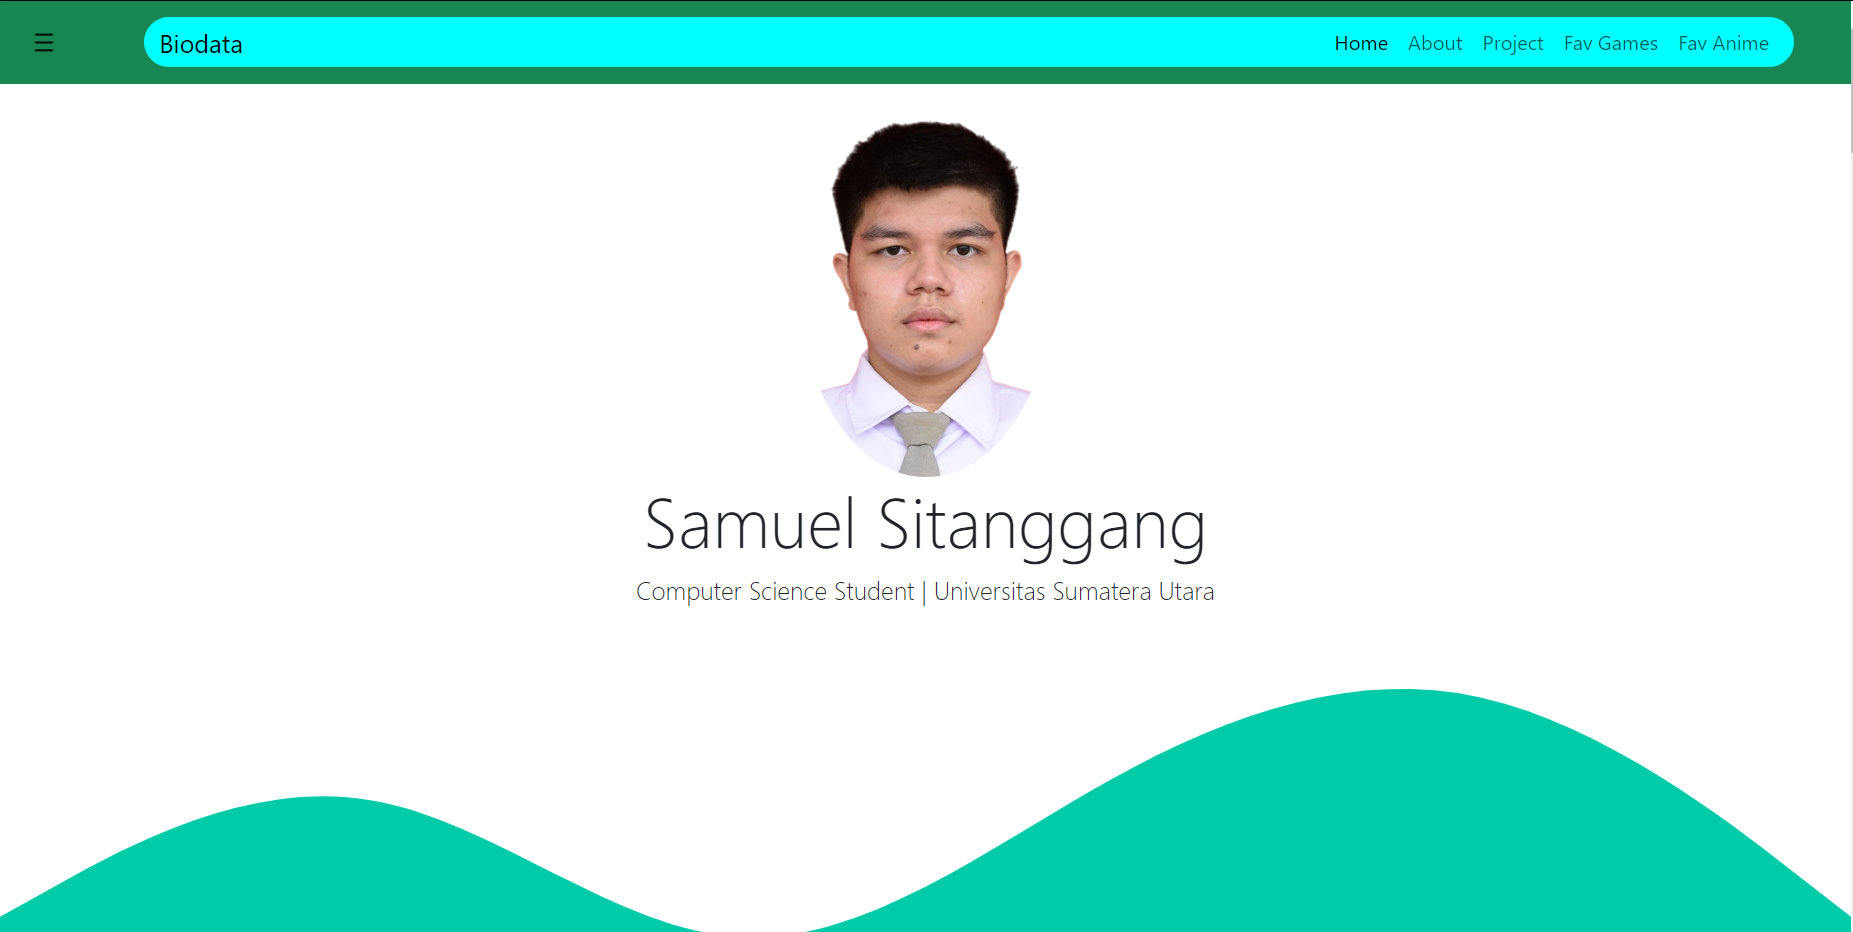 Biodata Home About Project Fav Games Fav Anime
Samuel Sitanggang
Computer Science Student | Universitas Sumatera Utara